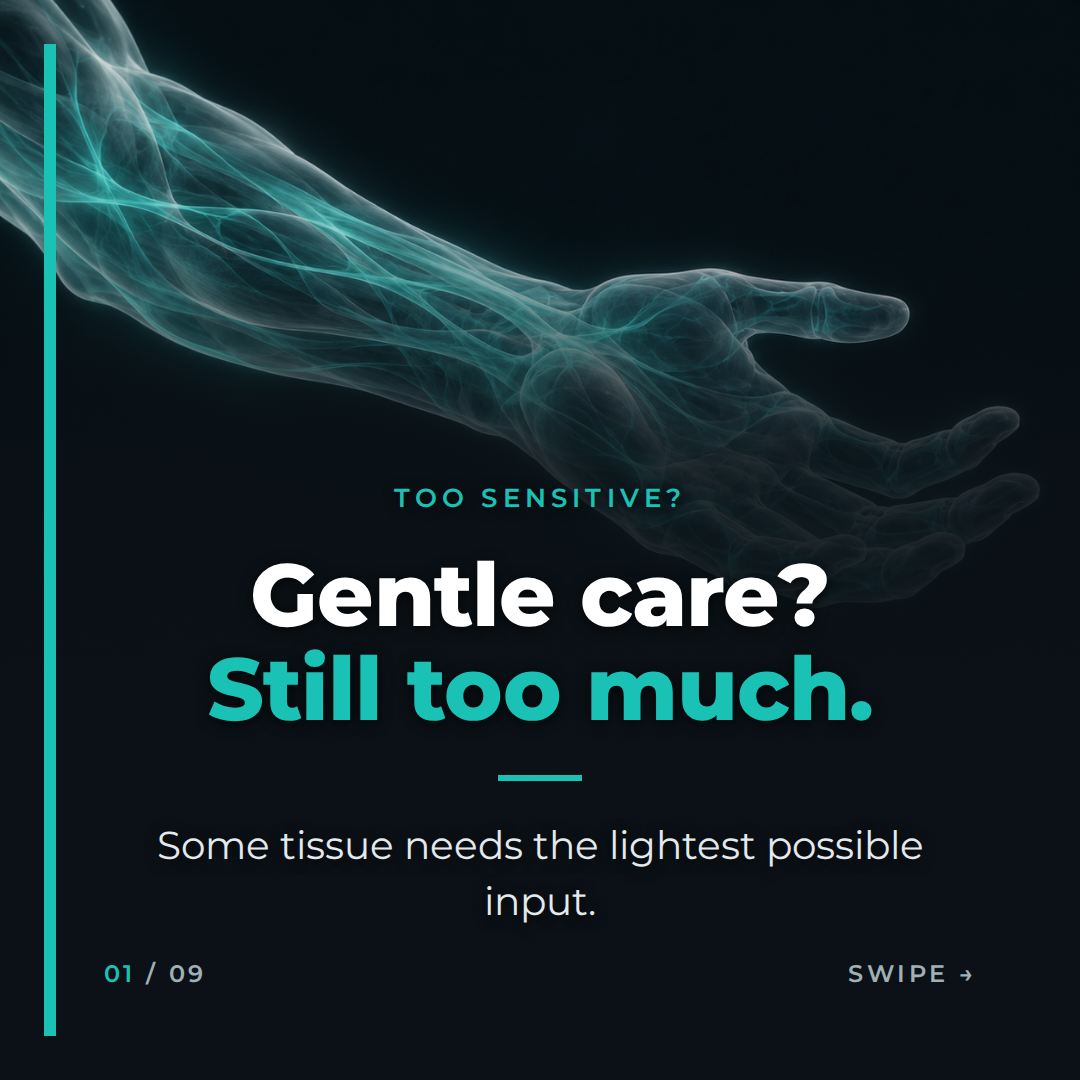 TOO SENSITIVE?
Gentle care?
Still too much.
Some tissue needs the lightest possible
input.
01 / 09
SWIPE →